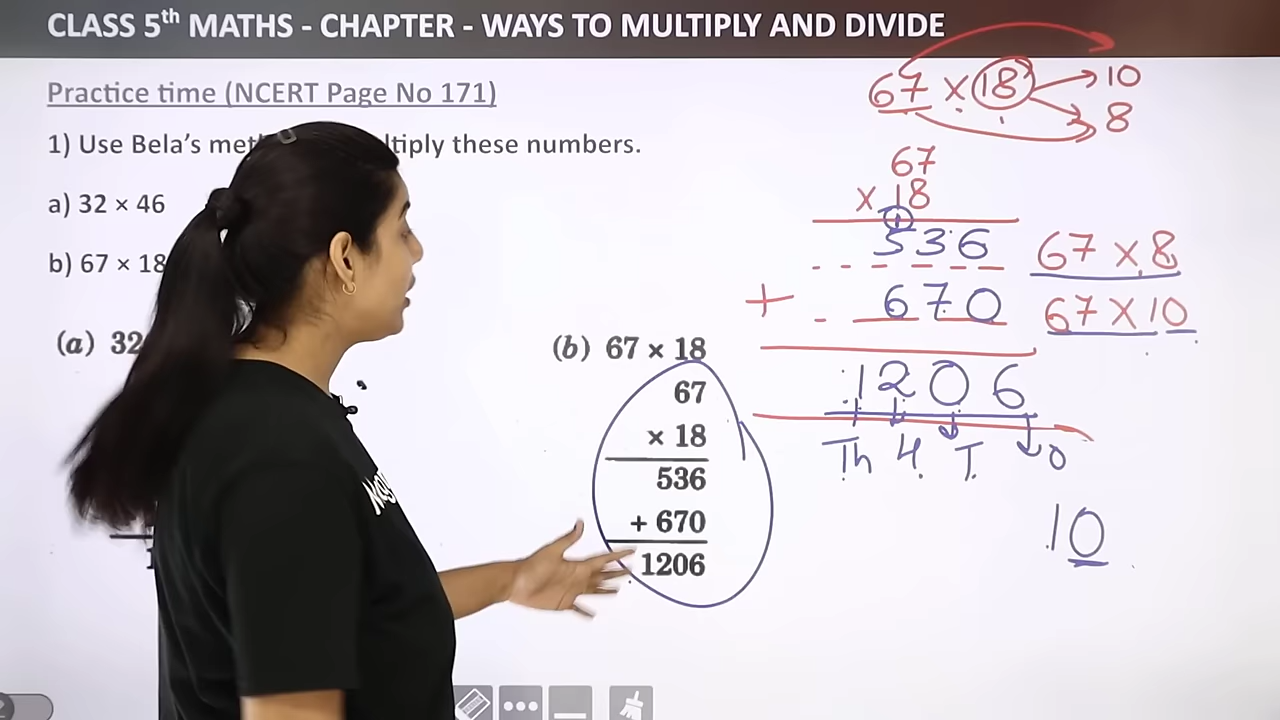 CLASS 5th MATHS - CHAPTER - WAYS TO MULTIPLY AND DIVIDE
Practice time (NCERT Page No 171)
1) Use Bela's multiply these numbers.
a) 32 × 46
b) 67 × 18
(a) 32
(b) 67 × 18
67
× 18
536
+ 670
1206
67 × 18
10
8
67
× 18
536
67 × 8
+ 670
67 × 10
1206
Th H T O
10